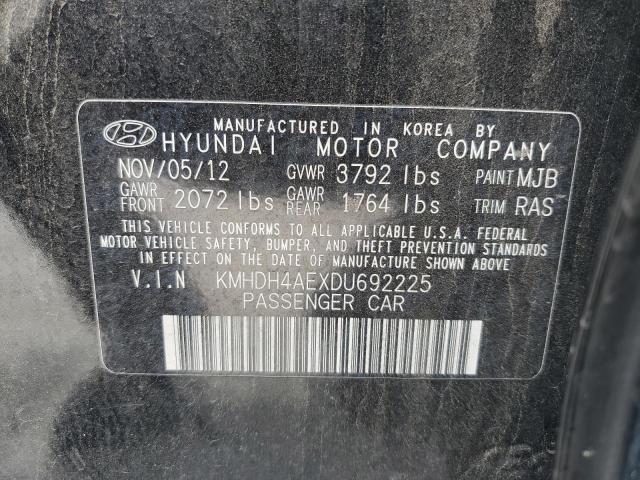 MANUFACTURED IN KOREA BY
HYUNDAI MOTOR COMPANY
NOV/05/12 GVWR 3792 lbs PAINT MJB
GAWR FRONT 2072 lbs GAWR REAR 1764 lbs TRIM RAS
THIS VEHICLE CONFORMS TO ALL APPLICABLE U.S.A. FEDERAL
MOTOR VEHICLE SAFETY, BUMPER, AND THEFT PREVENTION STANDARDS
IN EFFECT ON THE DATE OF MANUFACTURE SHOWN ABOVE
V.I.N KMHDH4AEXDU692225
PASSENGER CAR